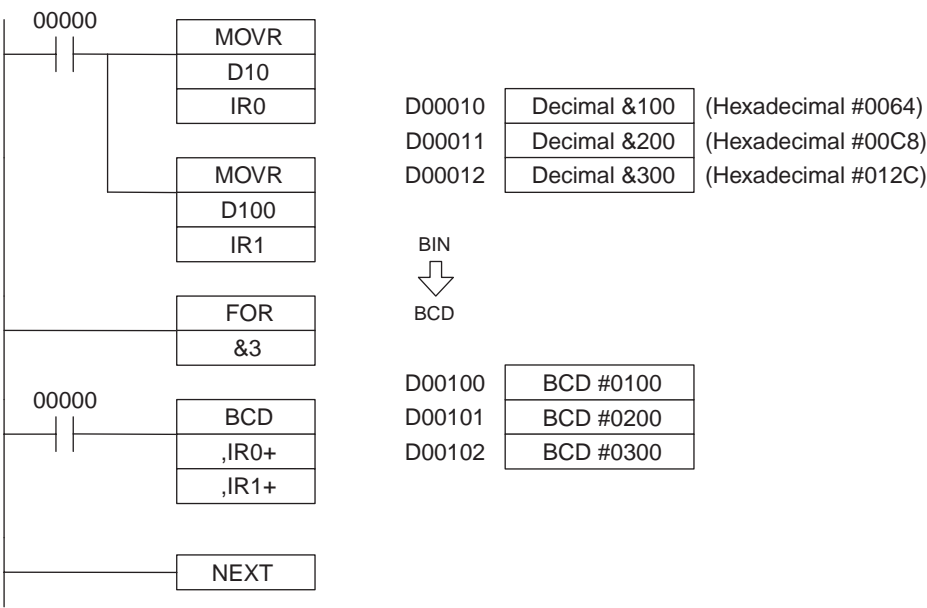 00000
MOVR
D10
IR0
MOVR
D100
IR1
FOR
&3
00000
BCD
,IR0+
,IR1+
NEXT
D00010 Decimal &100 (Hexadecimal #0064)
D00011 Decimal &200 (Hexadecimal #00C8)
D00012 Decimal &300 (Hexadecimal #012C)
BIN
BCD
D00100 BCD #0100
D00101 BCD #0200
D00102 BCD #0300